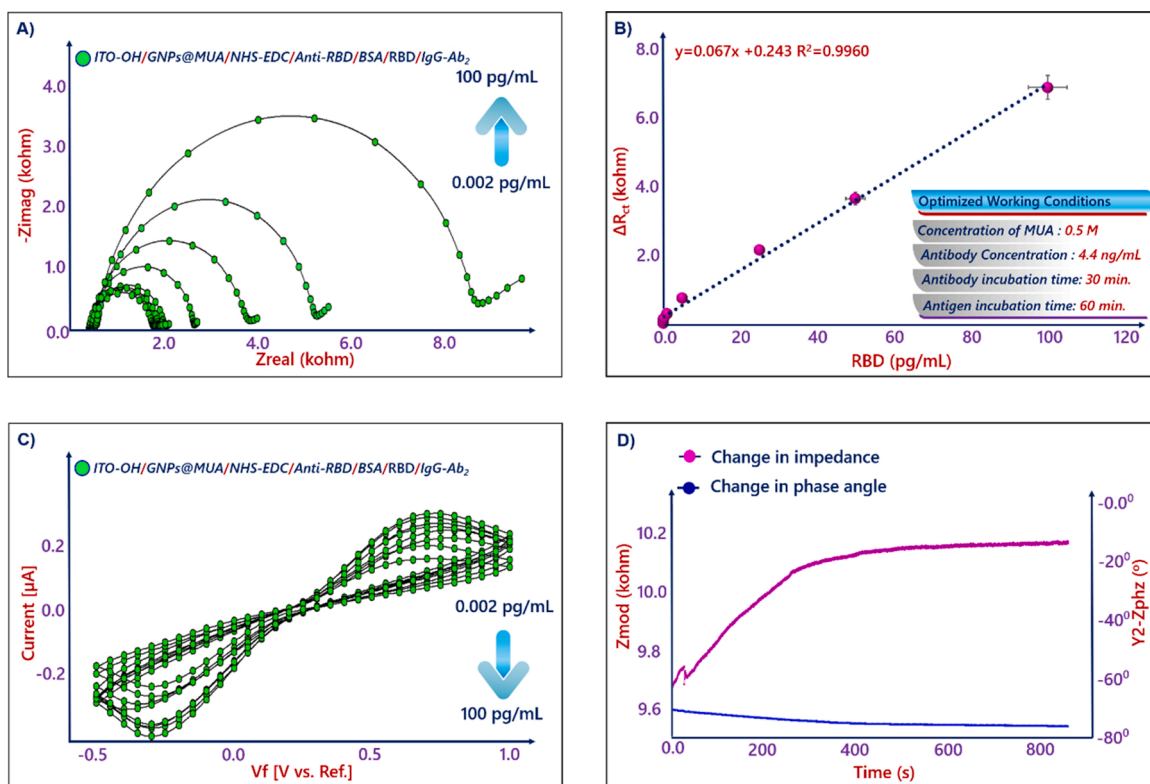 A)
ITO-OH/GNPs@MUA/NHS-EDC/Anti-RBD/BSA/RBD/IgG-Ab₂
100 pg/mL
0.002 pg/mL
4.0
3.0
2.0
1.0
0.0
-Zimag (kohm)
2.0 4.0 6.0 8.0
Zreal (kohm)
B)
y=0.067x +0.243 R²=0.9960
8.0
6.0
4.0
2.0
0.0
ΔRct (kohm)
Optimized Working Conditions
Concentration of MUA : 0.5 M
Antibody Concentration : 4.4 ng/mL
Antibody incubation time: 30 min.
Antigen incubation time: 60 min.
0 20 40 60 80 100 120
RBD (pg/mL)
C)
ITO-OH/GNPs@MUA/NHS-EDC/Anti-RBD/BSA/RBD/IgG-Ab₂
0.2
0.0
-0.2
Current [µA]
0.002 pg/mL
100 pg/mL
-0.5 0.0 0.5 1.0
Vf [V vs. Ref.]
D)
Change in impedance
Change in phase angle
10.2
10.0
9.8
9.6
Zmod (kohm)
-0.0⁰
-20⁰
-40⁰
-60⁰
-80⁰
Y2-Zphz (º)
0.0 200 400 600 800
Time (s)